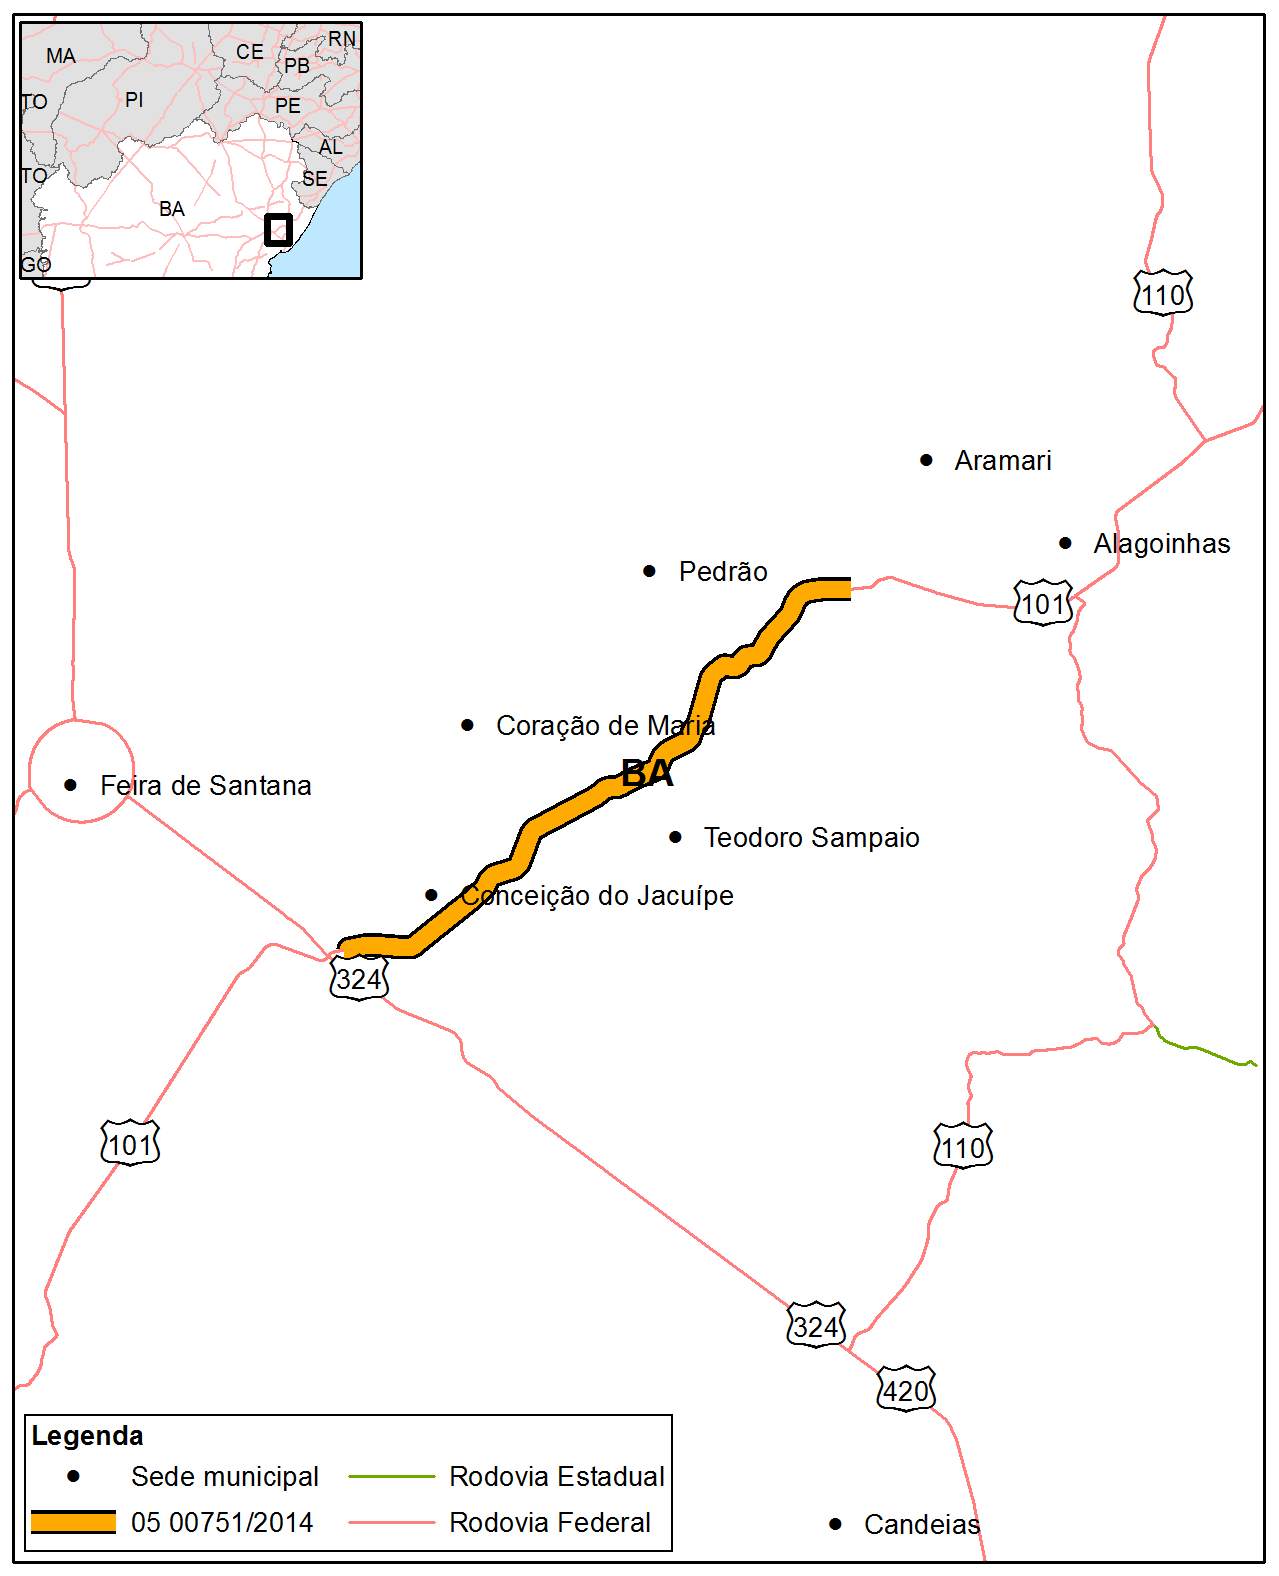 MA
CE
RN
PB
TO
PI
PE
AL
TO
SE
BA
GO
110
Aramari
Alagoinhas
Pedrão
101
Coração de Maria
BA
Feira de Santana
Teodoro Sampaio
Conceição do Jacuípe
324
101
110
324
420
Legenda
Sede municipal
Rodovia Estadual
05 00751/2014
Rodovia Federal
Candeias